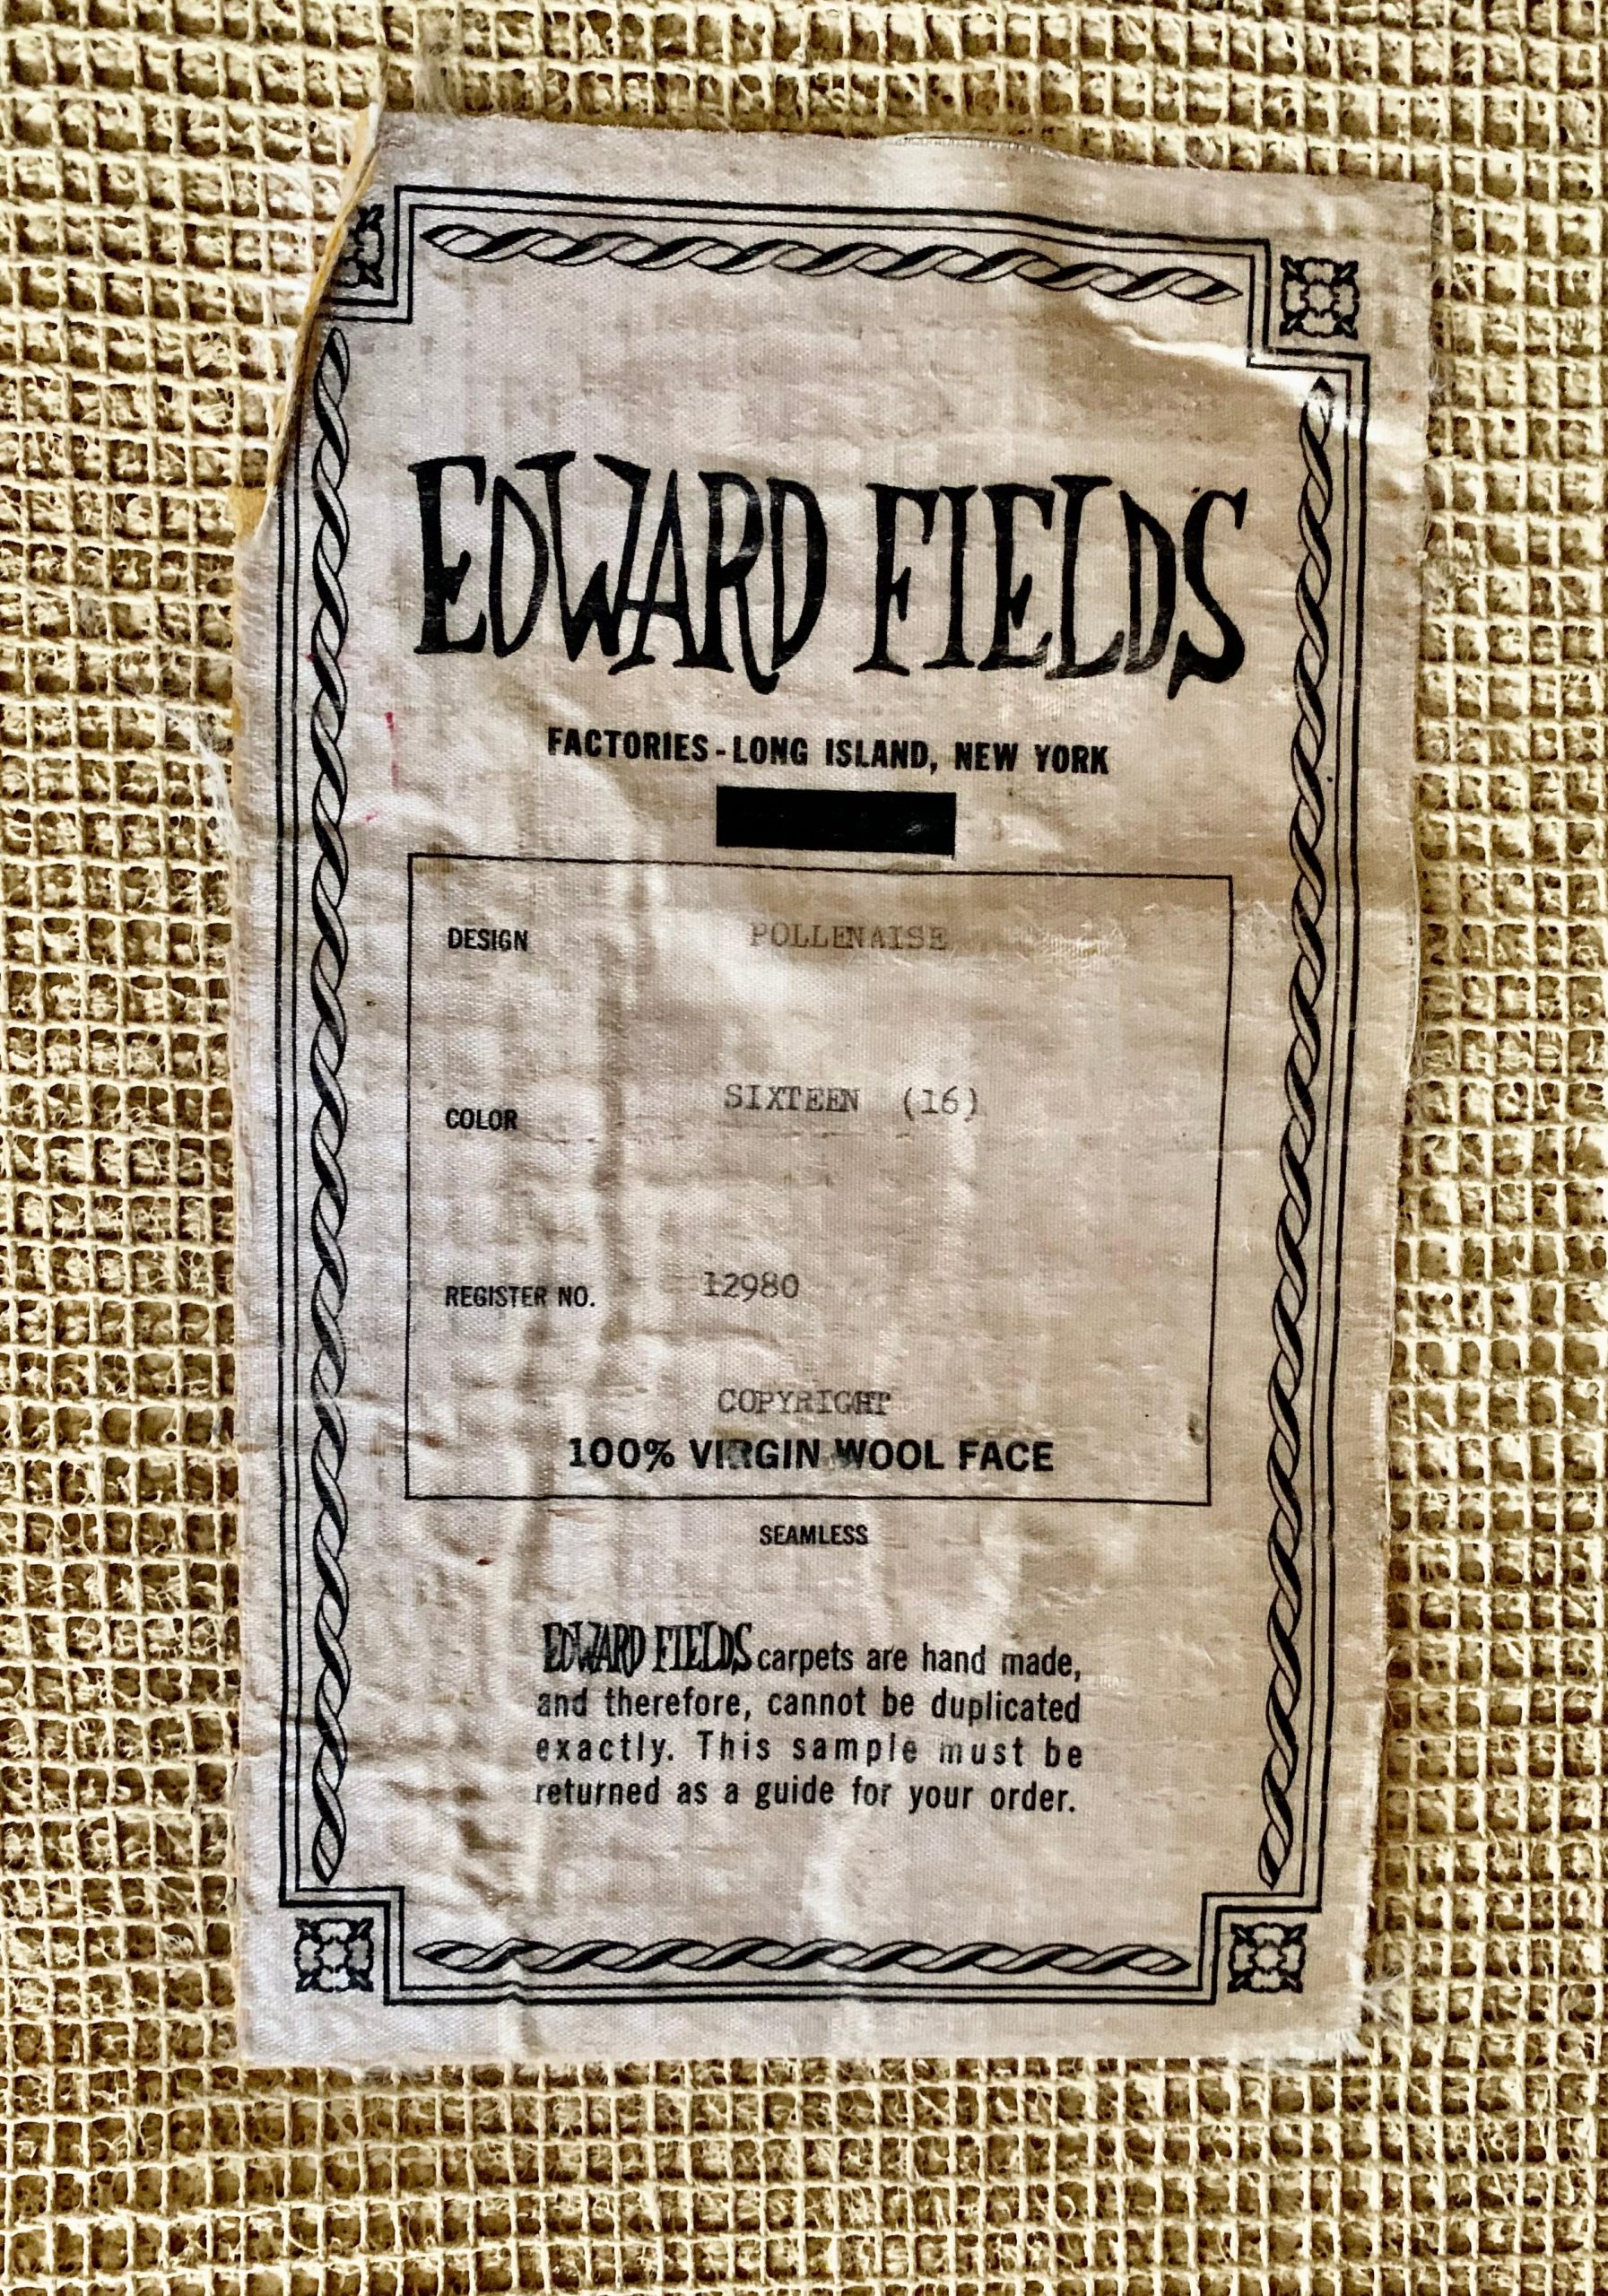 EDWARD FIELDS
FACTORIES - LONG ISLAND, NEW YORK
DESIGN POLLENAISE
COLOR SIXTEEN (16)
REGISTER NO. 12980
COPYRIGHT
100% VIRGIN WOOL FACE
SEAMLESS
EDWARD FIELDS carpets are hand made,
and therefore, cannot be duplicated
exactly. This sample must be
returned as a guide for your order.